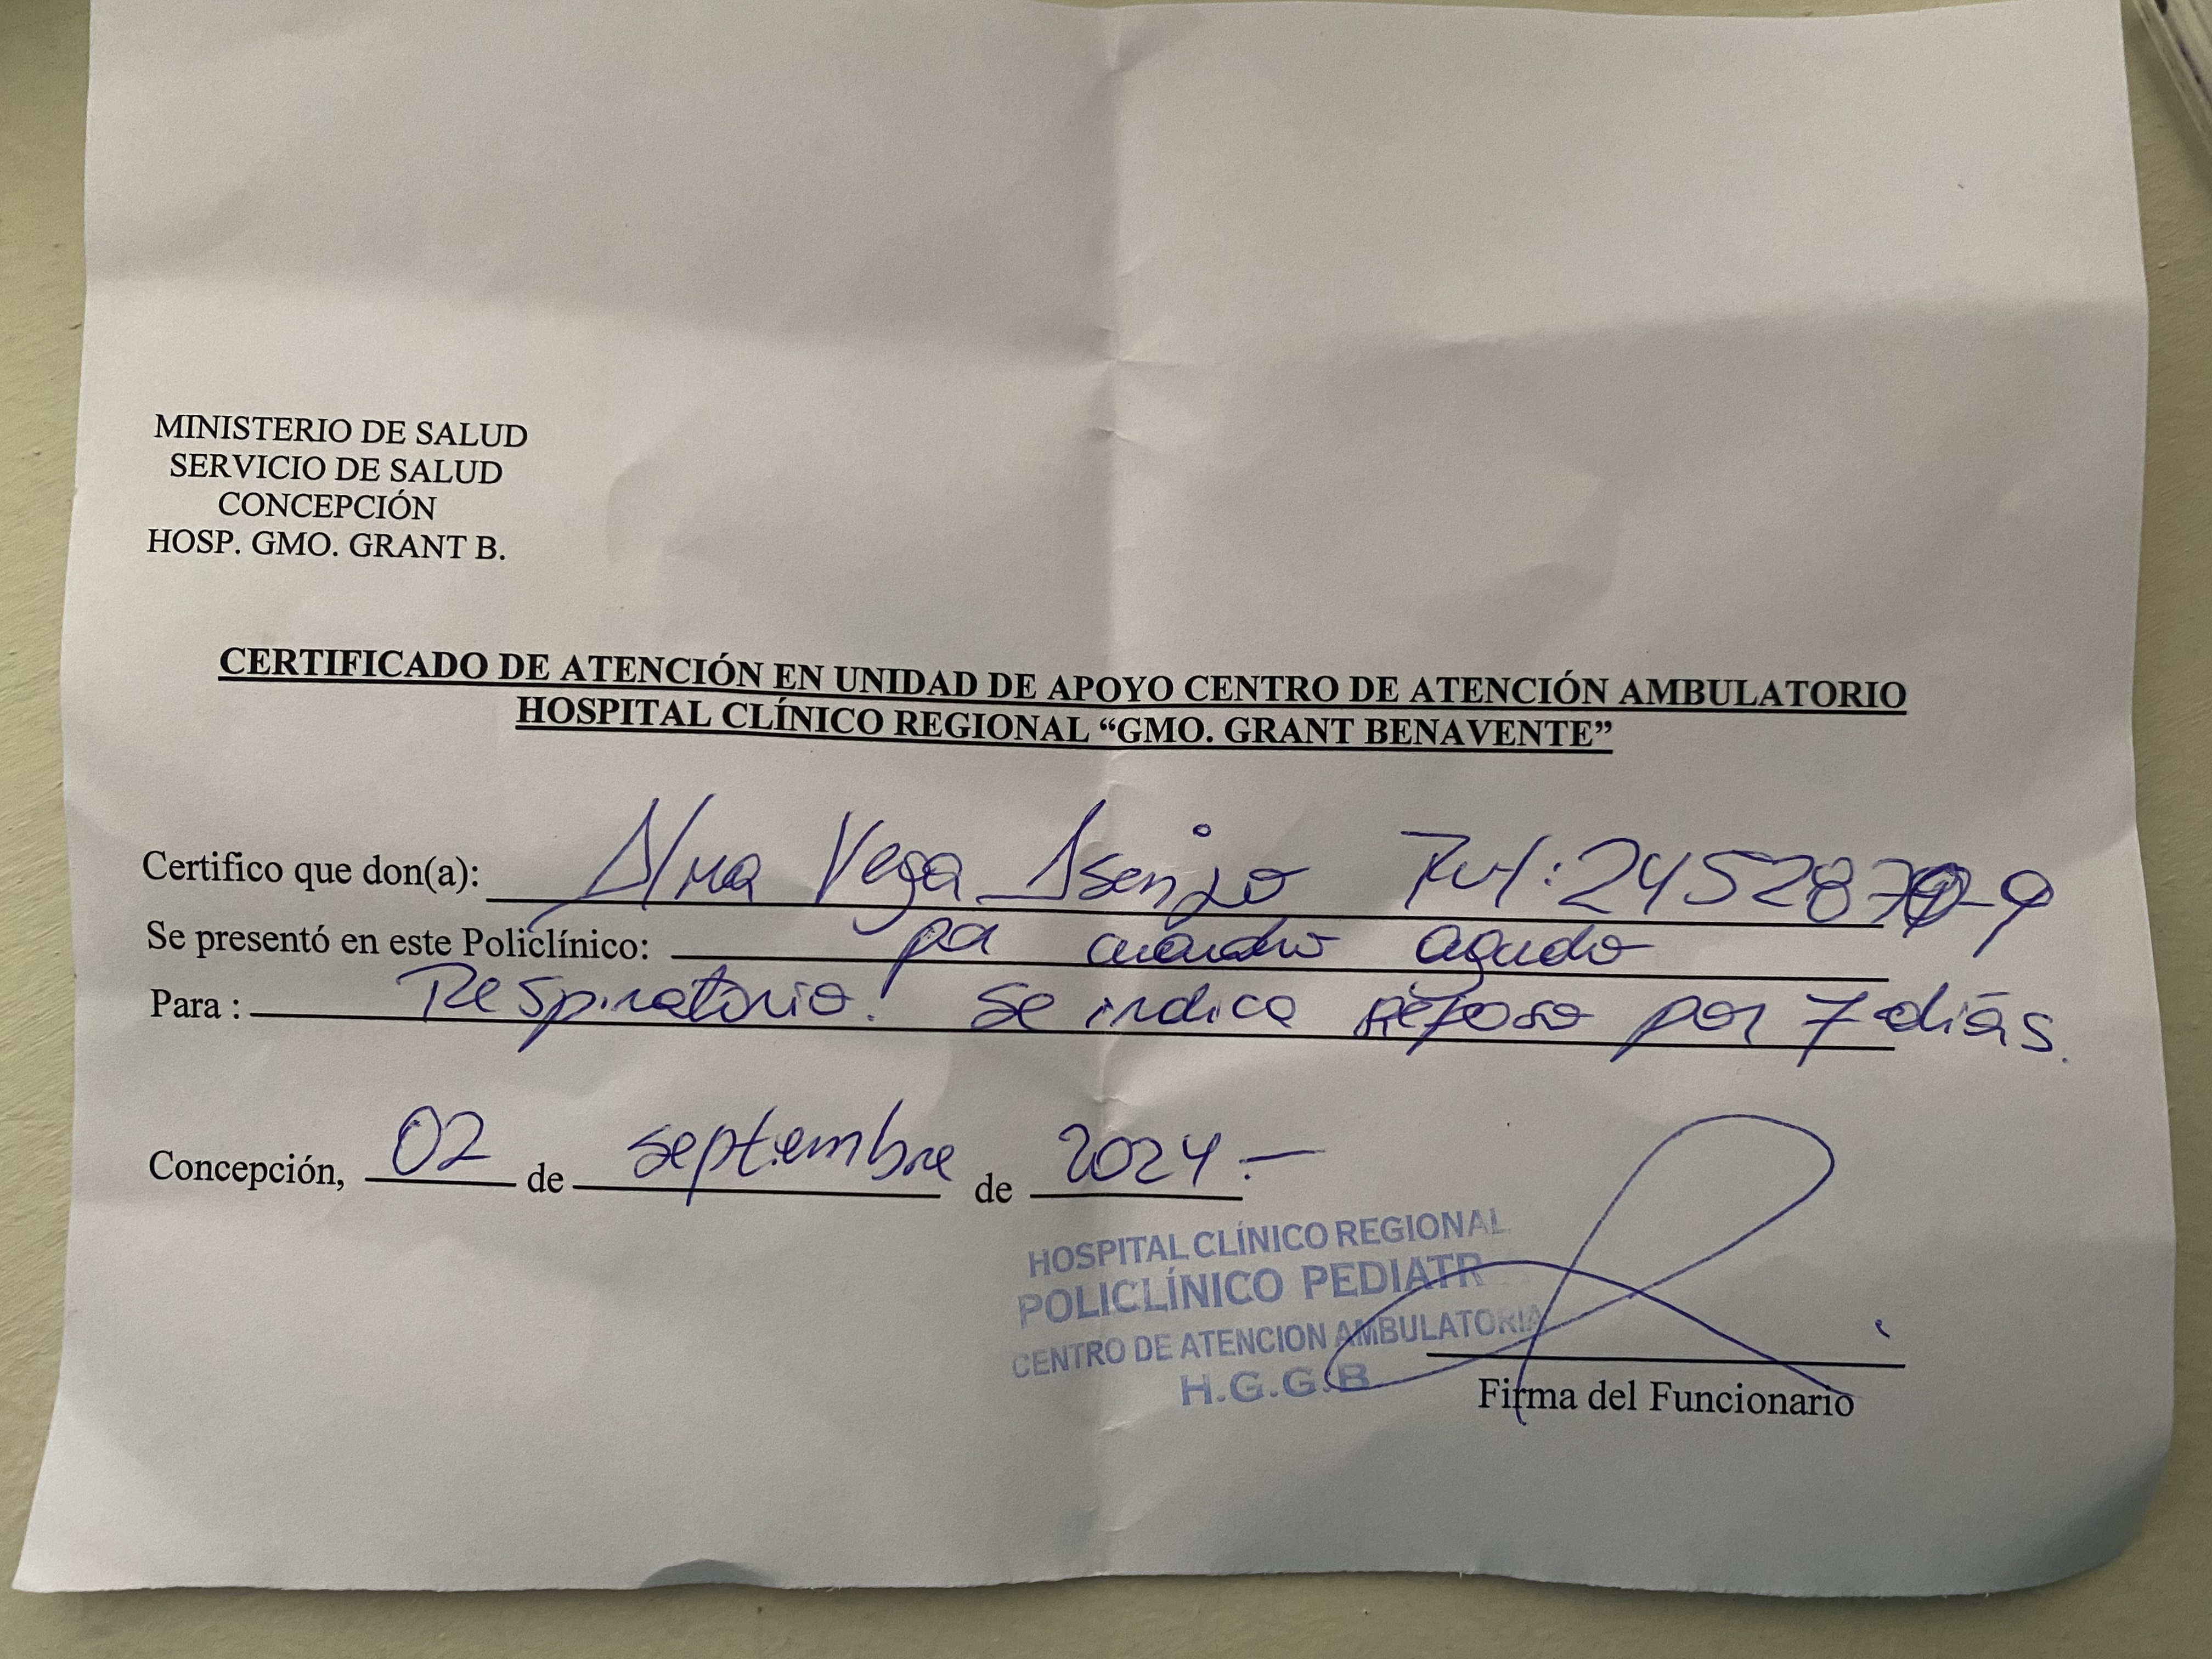 MINISTERIO DE SALUD
SERVICIO DE SALUD
CONCEPCIÓN
HOSP. GMO. GRANT B.
CERTIFICADO DE ATENCIÓN EN UNIDAD DE APOYO CENTRO DE ATENCIÓN AMBULATORIO
HOSPITAL CLÍNICO REGIONAL “GMO. GRANT BENAVENTE”
Certifico que don(a): Alma Vega Asenjo Rut:
Se presentó en este Policlínico: por cuadro agudo
Para : Respiratorio! Se indica reposo por 7 días.
Concepción, 02 de septiembre de 2024.-
HOSPITAL CLÍNICO REGIONAL
POLICLÍNICO PEDIATR
CENTRO DE ATENCION AMBULATORIA
H.G.G.B
Firma del Funcionario